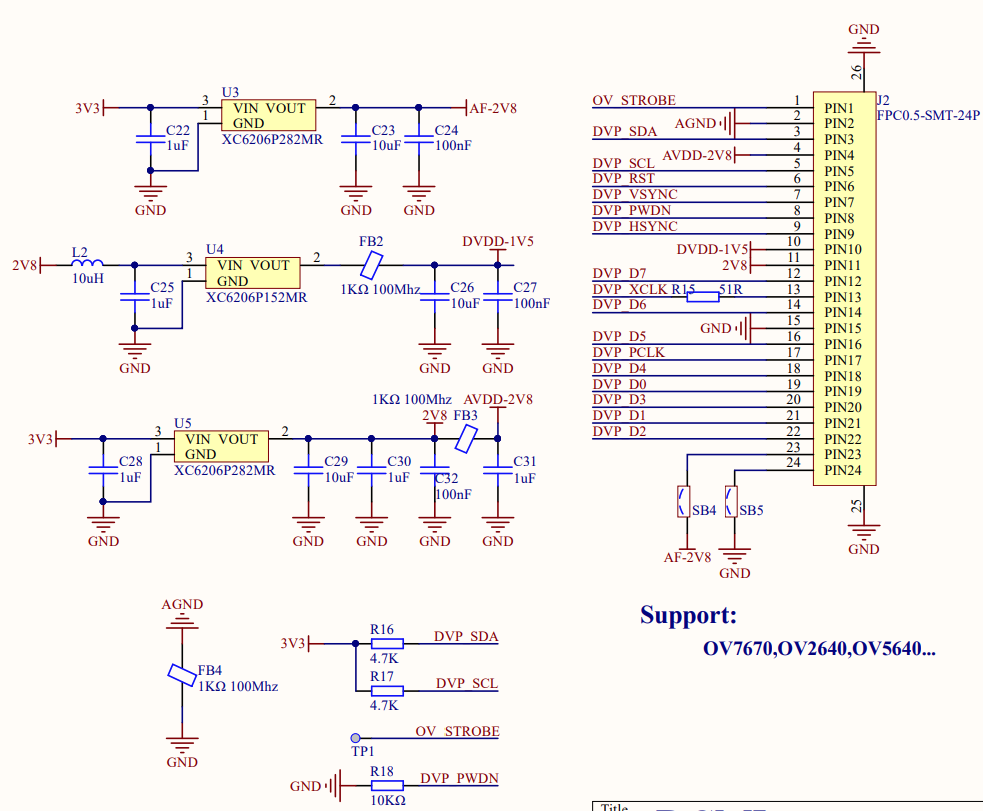 3V3
3
1
U3
VIN VOUT
GND
XC6206P282MR
2
AF-2V8
C22
1uF
C23
10uF
C24
100nF
GND
GND
GND
2V8
L2
10uH
3
1
U4
VIN VOUT
GND
XC6206P152MR
2
FB2
1KΩ 100Mhz
DVDD-1V5
C25
1uF
C26
10uF
C27
100nF
GND
GND
GND
3V3
3
1
U5
VIN VOUT
GND
XC6206P282MR
2
1KΩ 100Mhz
2V8
FB3
AVDD-2V8
C28
1uF
C29
10uF
C30
1uF
C32
100nF
C31
1uF
GND
GND
GND
GND
GND
AGND
FB4
1KΩ 100Mhz
GND
3V3
R16
4.7K
DVP_SDA
R17
4.7K
DVP_SCL
TP1
OV_STROBE
GND
R18
10KΩ
DVP_PWDN
GND
26
J2
FPC0.5-SMT-24P
OV_STROBE 1 PIN1
AGND 2 PIN2
DVP_SDA 3 PIN3
AVDD-2V8 4 PIN4
DVP_SCL 5 PIN5
DVP_RST 6 PIN6
DVP_VSYNC 7 PIN7
DVP_PWDN 8 PIN8
DVP_HSYNC 9 PIN9
DVDD-1V5 10 PIN10
2V8 11 PIN11
DVP_D7 12 PIN12
DVP_XCLK R15 51R 13 PIN13
DVP_D6 14 PIN14
GND 15 PIN15
DVP_D5 16 PIN16
DVP_PCLK 17 PIN17
DVP_D4 18 PIN18
DVP_D0 19 PIN19
DVP_D3 20 PIN20
DVP_D1 21 PIN21
DVP_D2 22 PIN22
23 PIN23
24 PIN24
SB4
SB5
25
AF-2V8
GND
GND
Support:
OV7670,OV2640,OV5640...
Title